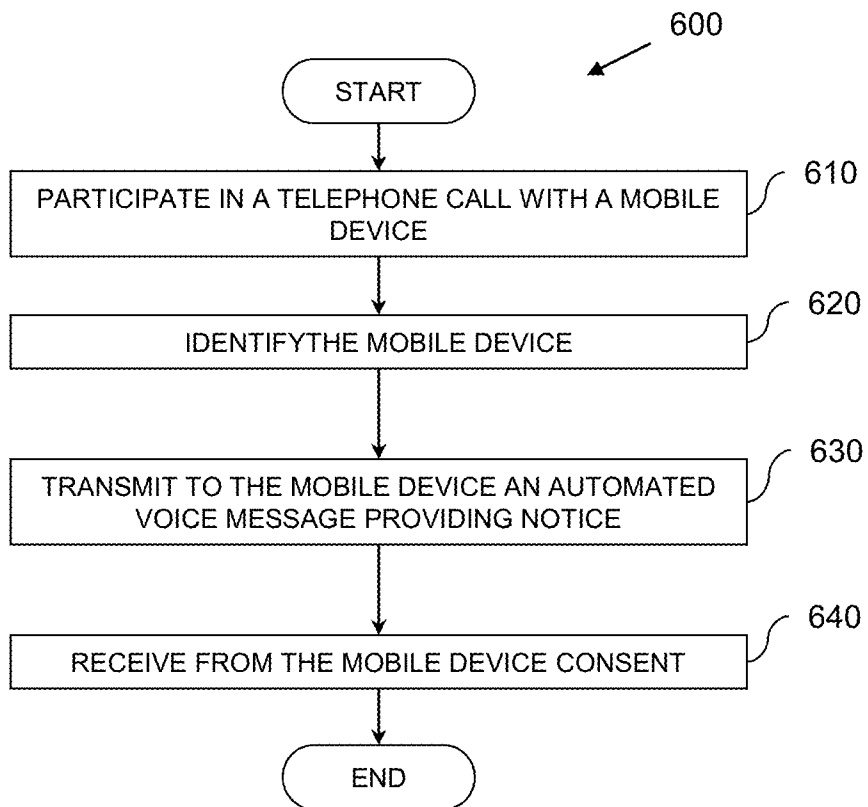 600
START
PARTICIPATE IN A TELEPHONE CALL WITH A MOBILE
DEVICE
610
IDENTIFYTHE MOBILE DEVICE
620
TRANSMIT TO THE MOBILE DEVICE AN AUTOMATED
VOICE MESSAGE PROVIDING NOTICE
630
RECEIVE FROM THE MOBILE DEVICE CONSENT
640
END